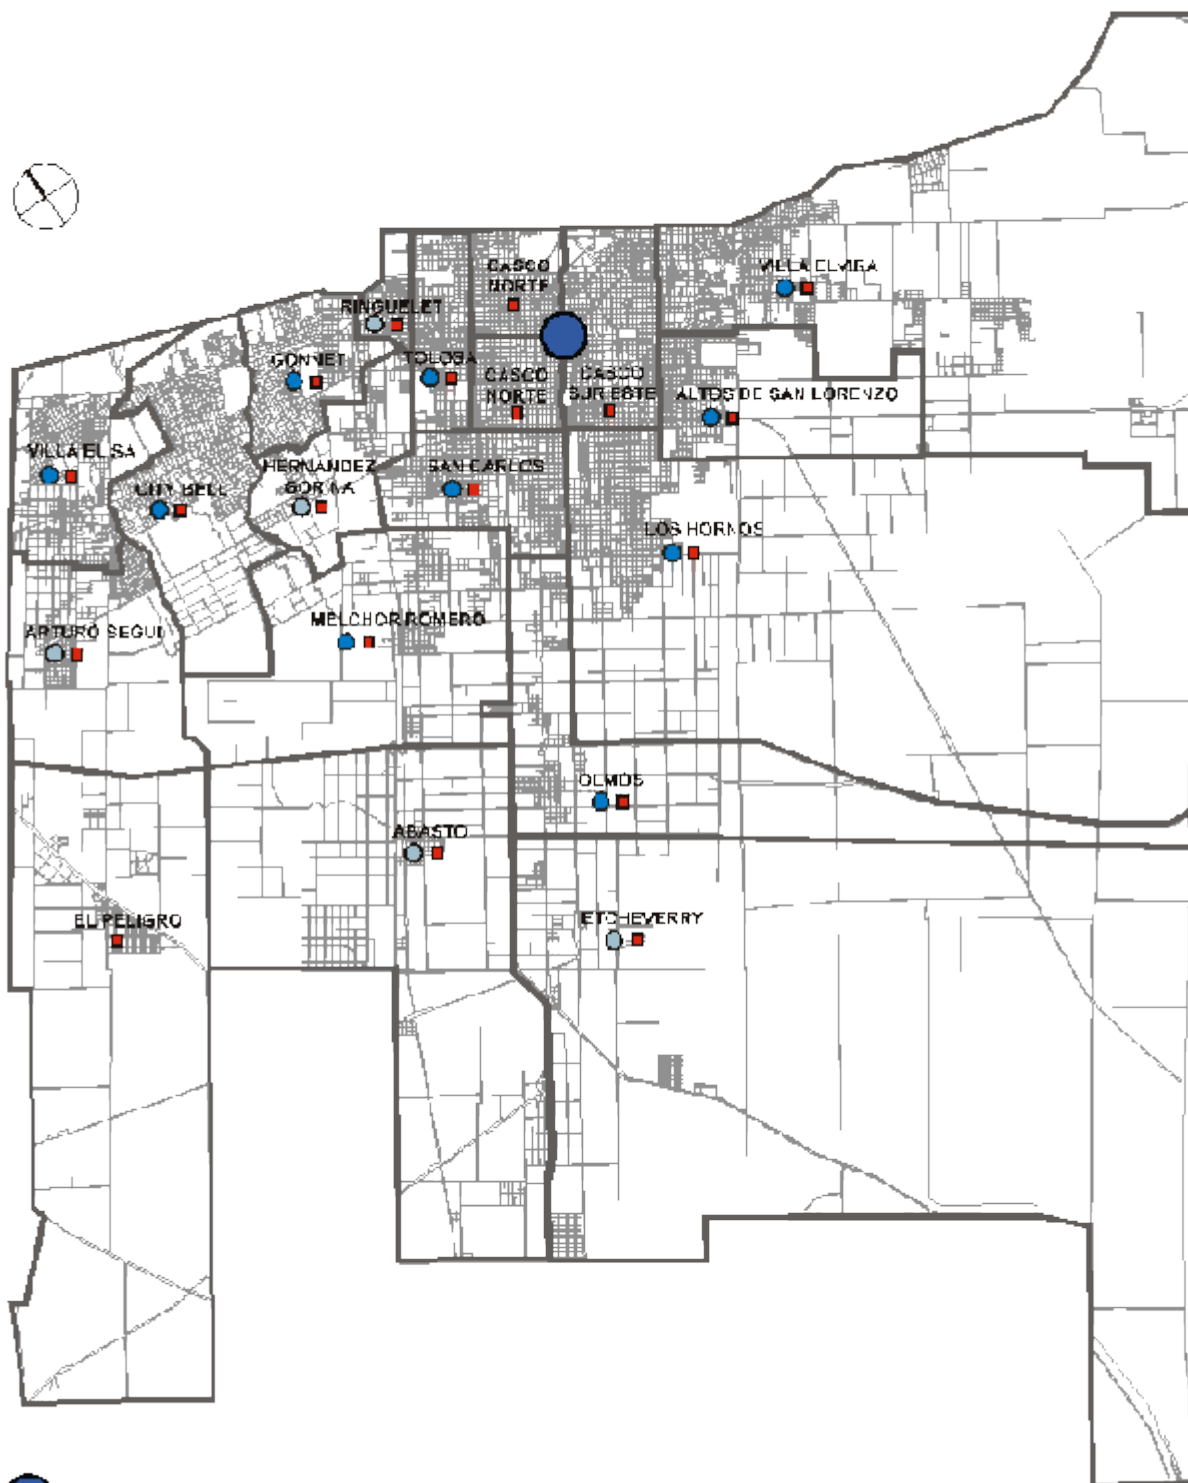 CASCO
NORTE
VILLA ELVIRA
RINGUELET
GONNET
TOLOSA
CASCO
NORTE
CASCO
SUR ESTE
ALTOS DE SAN LORENZO
VILLA ELISA
CITY BELL
HERNANDEZ
GORINA
SAN CARLOS
LOS HORNOS
ARTURO SEGUI
MELCHOR ROMERO
OLMOS
ABASTO
EL PELIGRO
ETCHEVERRY